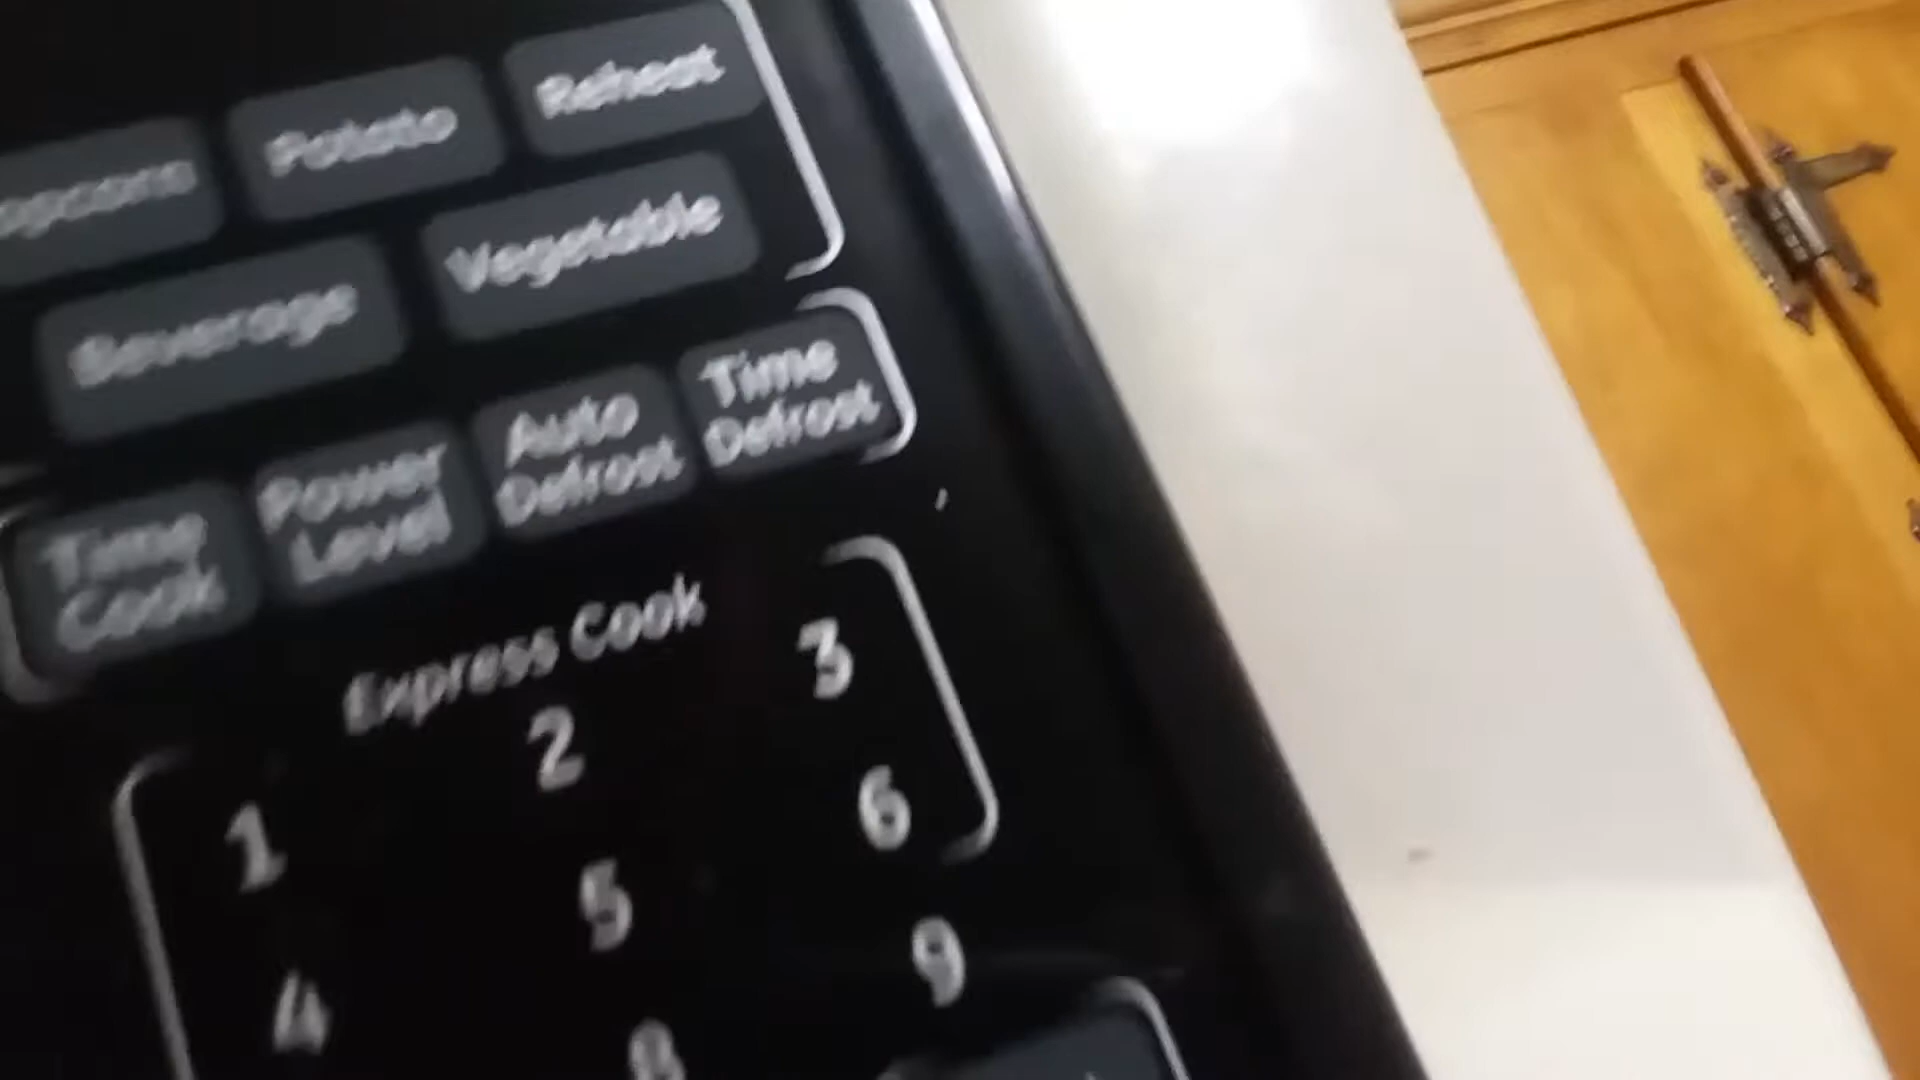 Potato Reheat
Beverage Vegetable
Time Cook Power Level Auto Defrost Time Defrost
Express Cook
1 2 3
4 5 6
8 9